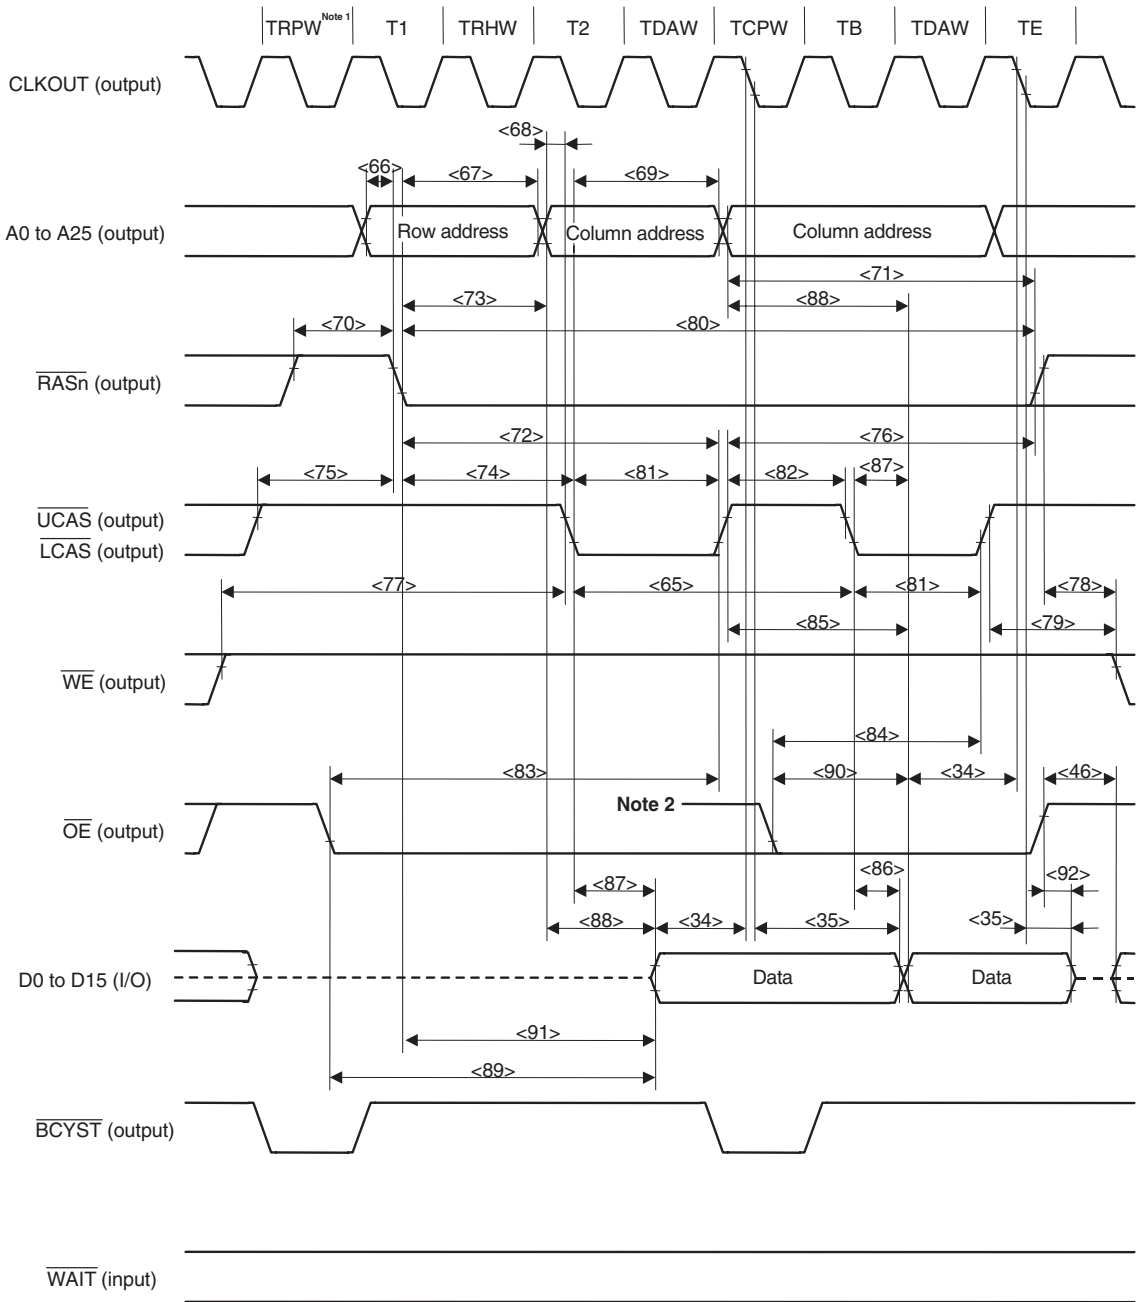 TRPW Note 1 T1 TRHW T2 TDAW TCPW TB TDAW TE
CLKOUT (output)
<68>
<66> <67> <69>
A0 to A25 (output) Row address Column address Column address
<71>
<73> <88>
<70> <80>
RASn (output)
<72> <76>
<75> <74> <81> <82> <87>
UCAS (output)
LCAS (output)
<77> <65> <81> <78>
<85> <79>
WE (output)
<84>
<83> <90> <34> <46>
Note 2
OE (output)
<87> <86> <92>
<88> <34> <35> <35>
D0 to D15 (I/O) Data Data
<91>
<89>
BCYST (output)
WAIT (input)